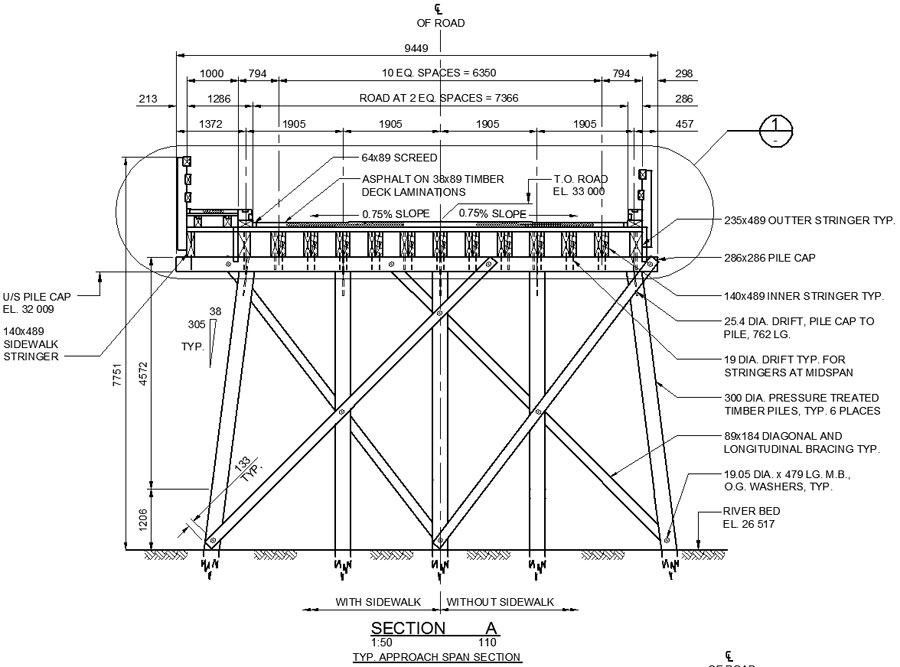 ℄
OF ROAD
9449
1000
794
10 EQ. SPACES = 6350
794
298
213
1286
ROAD AT 2 EQ. SPACES = 7366
286
1372
1905
1905
1905
1905
457
1
-
64x89 SCREED
ASPHALT ON 38x89 TIMBER
DECK LAMINATIONS
T.O. ROAD
EL. 33 000
0.75% SLOPE
0.75% SLOPE
235x489 OUTTER STRINGER TYP.
286x286 PILE CAP
140x489 INNER STRINGER TYP.
25.4 DIA. DRIFT, PILE CAP TO
PILE, 762 LG.
19 DIA. DRIFT TYP. FOR
STRINGERS AT MIDSPAN
300 DIA. PRESSURE TREATED
TIMBER PILES, TYP. 6 PLACES
89x184 DIAGONAL AND
LONGITUDINAL BRACING TYP.
19.05 DIA. x 479 LG. M.B.,
O.G. WASHERS, TYP.
RIVER BED
EL. 26 517
U/S PILE CAP
EL. 32 009
140x489
SIDEWALK
STRINGER
38
305
TYP.
7751
4572
1206
133
TYP.
WITH SIDEWALK
WITHOUT SIDEWALK
SECTION A
1:50 110
TYP. APPROACH SPAN SECTION
℄